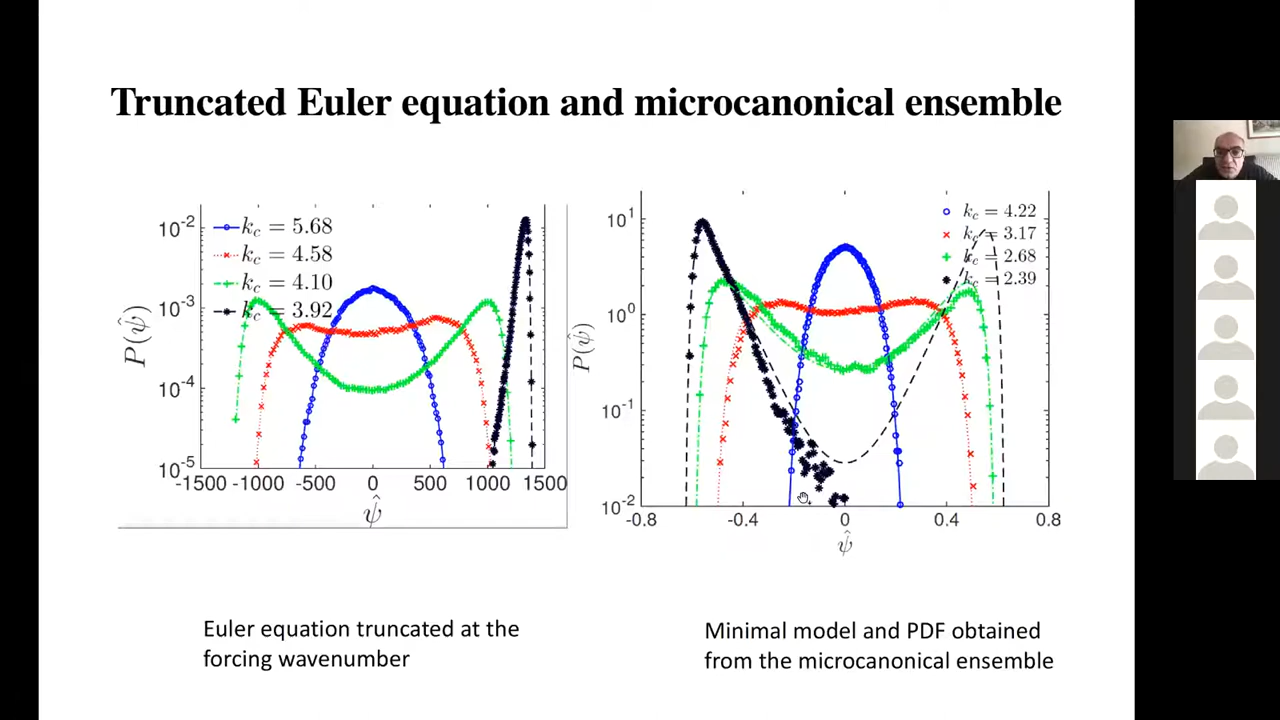 Truncated Euler equation and microcanonical ensemble
k_c = 5.68
k_c = 4.58
k_c = 4.10
k_c = 3.92
10^-2
10^-3
10^-4
10^-5
P(ψ̂)
-1500 -1000 -500 0 500 1000 1500
ψ̂
k_c = 4.22
k_c = 3.17
k_c = 2.68
k_c = 2.39
10^1
10^0
10^-1
10^-2
P(ψ̂)
-0.8 -0.4 0 0.4 0.8
ψ̂
Euler equation truncated at the
forcing wavenumber
Minimal model and PDF obtained
from the microcanonical ensemble